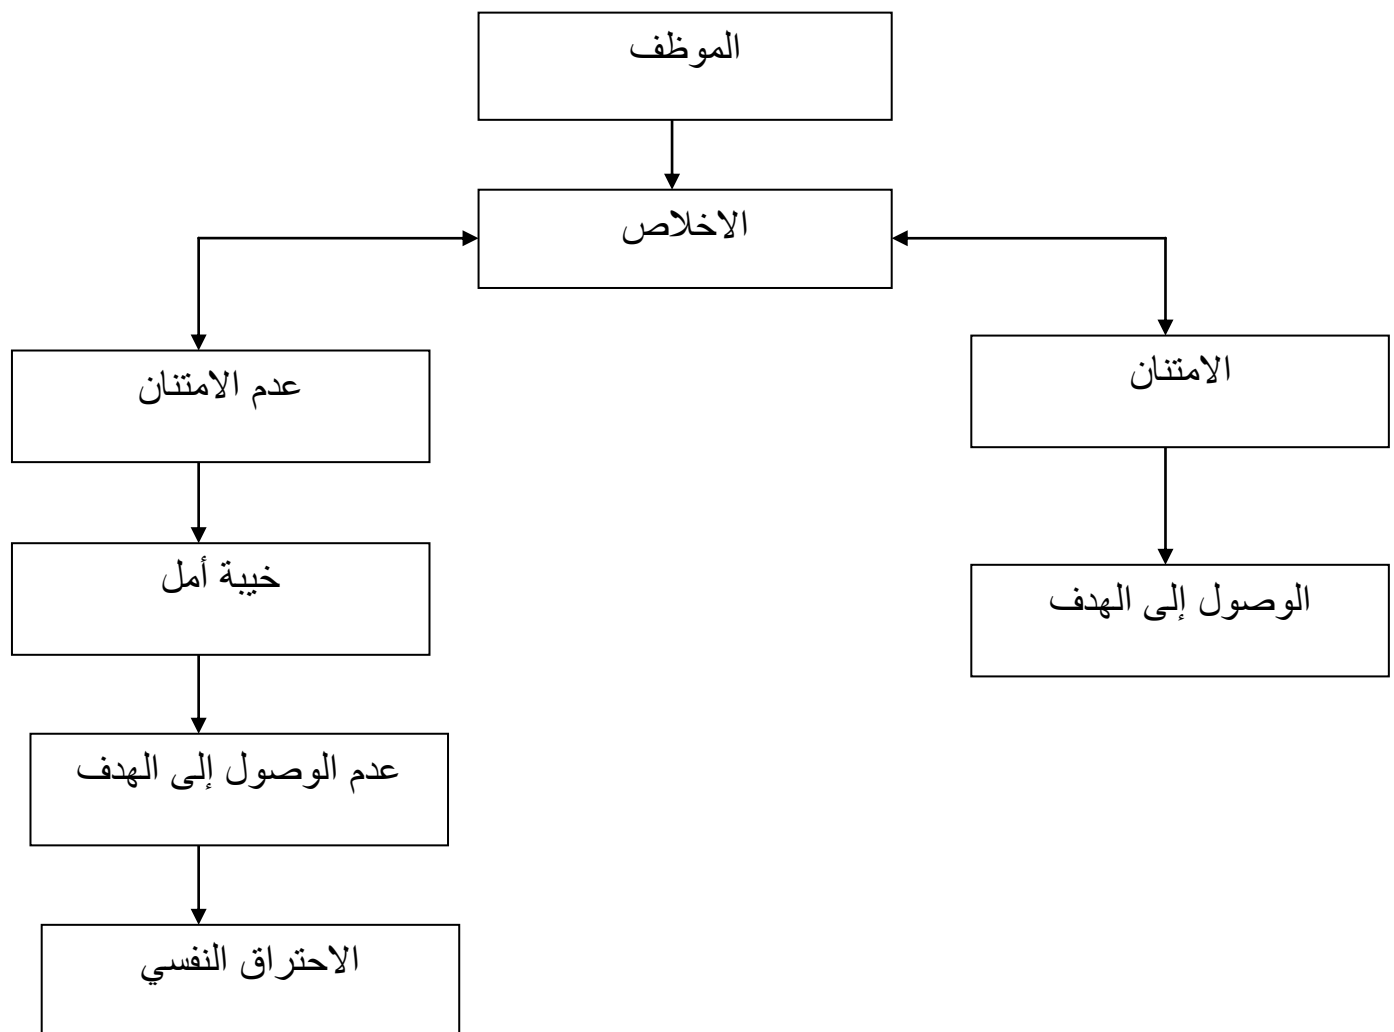 الموظف
الاخلاص
الامتنان
عدم الامتنان
خيبة أمل
الوصول إلى الهدف
عدم الوصول إلى الهدف
الاحتراق النفسي